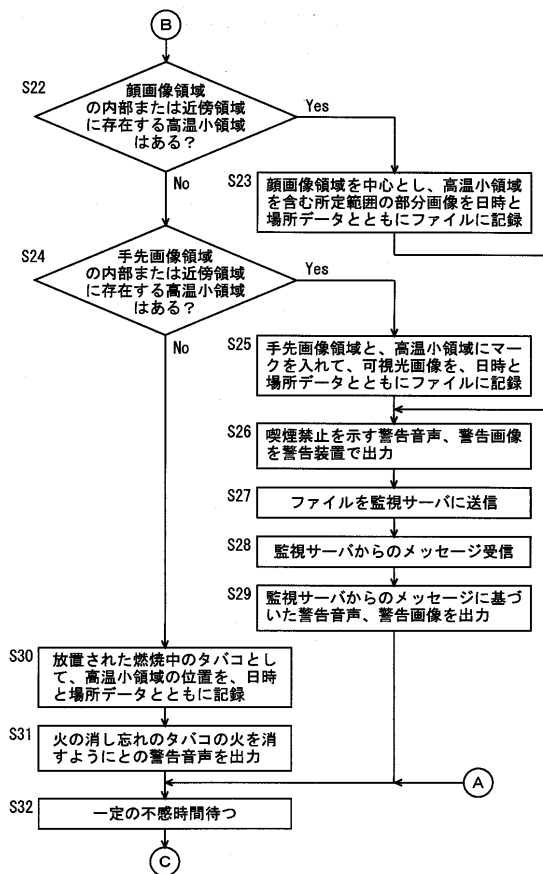 B
S22
顔画像領域
の内部または近傍領域
に存在する高温小領域
はある？
Yes
No
S23
顔画像領域を中心とし、高温小領域
を含む所定範囲の部分画像を日時と
場所データとともにファイルに記録
S24
手先画像領域
の内部または近傍領域
に存在する高温小領域
はある？
Yes
No
S25
手先画像領域と、高温小領域にマー
クを入れて、可視光画像を、日時と
場所データとともにファイルに記録
S26
喫煙禁止を示す警告音声、警告画像
を警告装置で出力
S27
ファイルを監視サーバに送信
S28
監視サーバからのメッセージ受信
S29
監視サーバからのメッセージに基づ
いた警告音声、警告画像を出力
S30
放置された燃焼中のタバコとし
て、高温小領域の位置を、日時
と場所データとともに記録
S31
火の消し忘れのタバコの火を消
すようにとの警告音声を出力
A
S32
一定の不感時間待つ
C